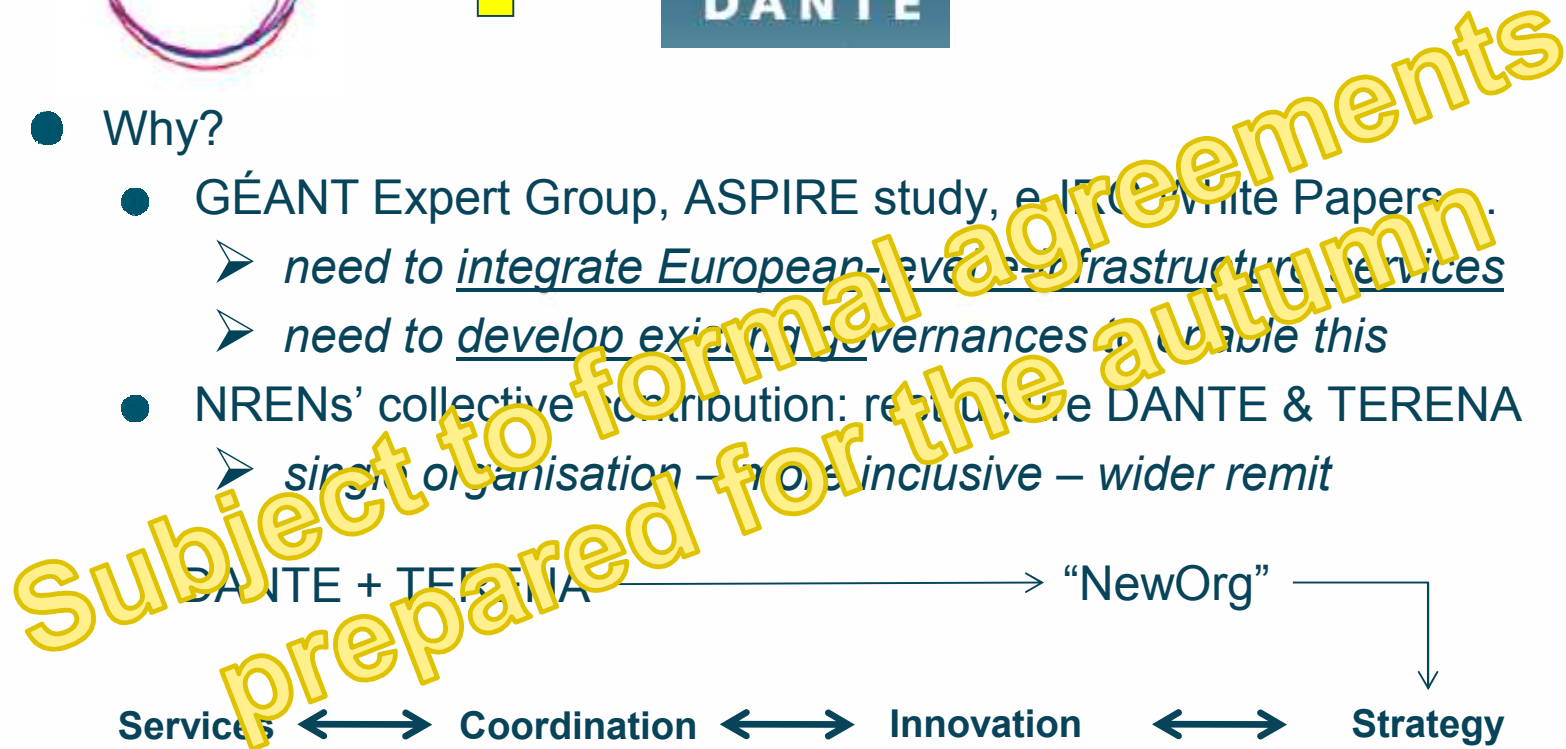 DANTE
Why?
GÉANT Expert Group, ASPIRE study, e-IRG White Papers...
need to integrate European-level e-infrastructure services
need to develop existing governances to enable this
NRENs’ collective contribution: restructure DANTE & TERENA
single organisation – more inclusive – wider remit
DANTE + TERENA “NewOrg”
Services Coordination Innovation Strategy
Subject to formal agreements
prepared for the autumn